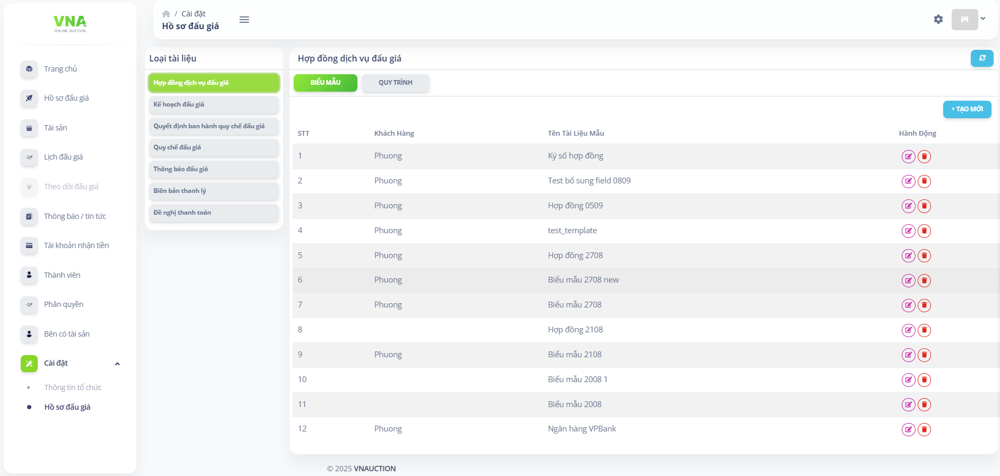 VNA
ONLINE AUCTION
Trang chủ
Hồ sơ đấu giá
Tài sản
Lịch đấu giá
Theo dõi đấu giá
Thông báo / tin tức
Tài khoản nhận tiền
Thành viên
Phân quyền
Bên có tài sản
Cài đặt
Thông tin tổ chức
Hồ sơ đấu giá
/ Cài đặt
Hồ sơ đấu giá
Loại tài liệu
Hợp đồng dịch vụ đấu giá
Kế hoạch đấu giá
Quyết định ban hành quy chế đấu giá
Quy chế đấu giá
Thông báo đấu giá
Biên bản thanh lý
Đề nghị thanh toán
Hợp đồng dịch vụ đấu giá
BIỂU MẪU QUY TRÌNH
+ TẠO MỚI
STT Khách Hàng Tên Tài Liệu Mẫu Hành Động
1 Phuong Ký số hợp đồng
2 Phuong Test bổ sung field 0809
3 Phuong Hợp đồng 0509
4 Phuong test_template
5 Phuong Hợp đồng 2708
6 Phuong Biểu mẫu 2708 new
7 Phuong Biểu mẫu 2708
8 Hợp đồng 2108
9 Phuong Biểu mẫu 2108
10 Biểu mẫu 2008 1
11 Biểu mẫu 2008
12 Phuong Ngân hàng VPBank
© 2025 VNAUCTION